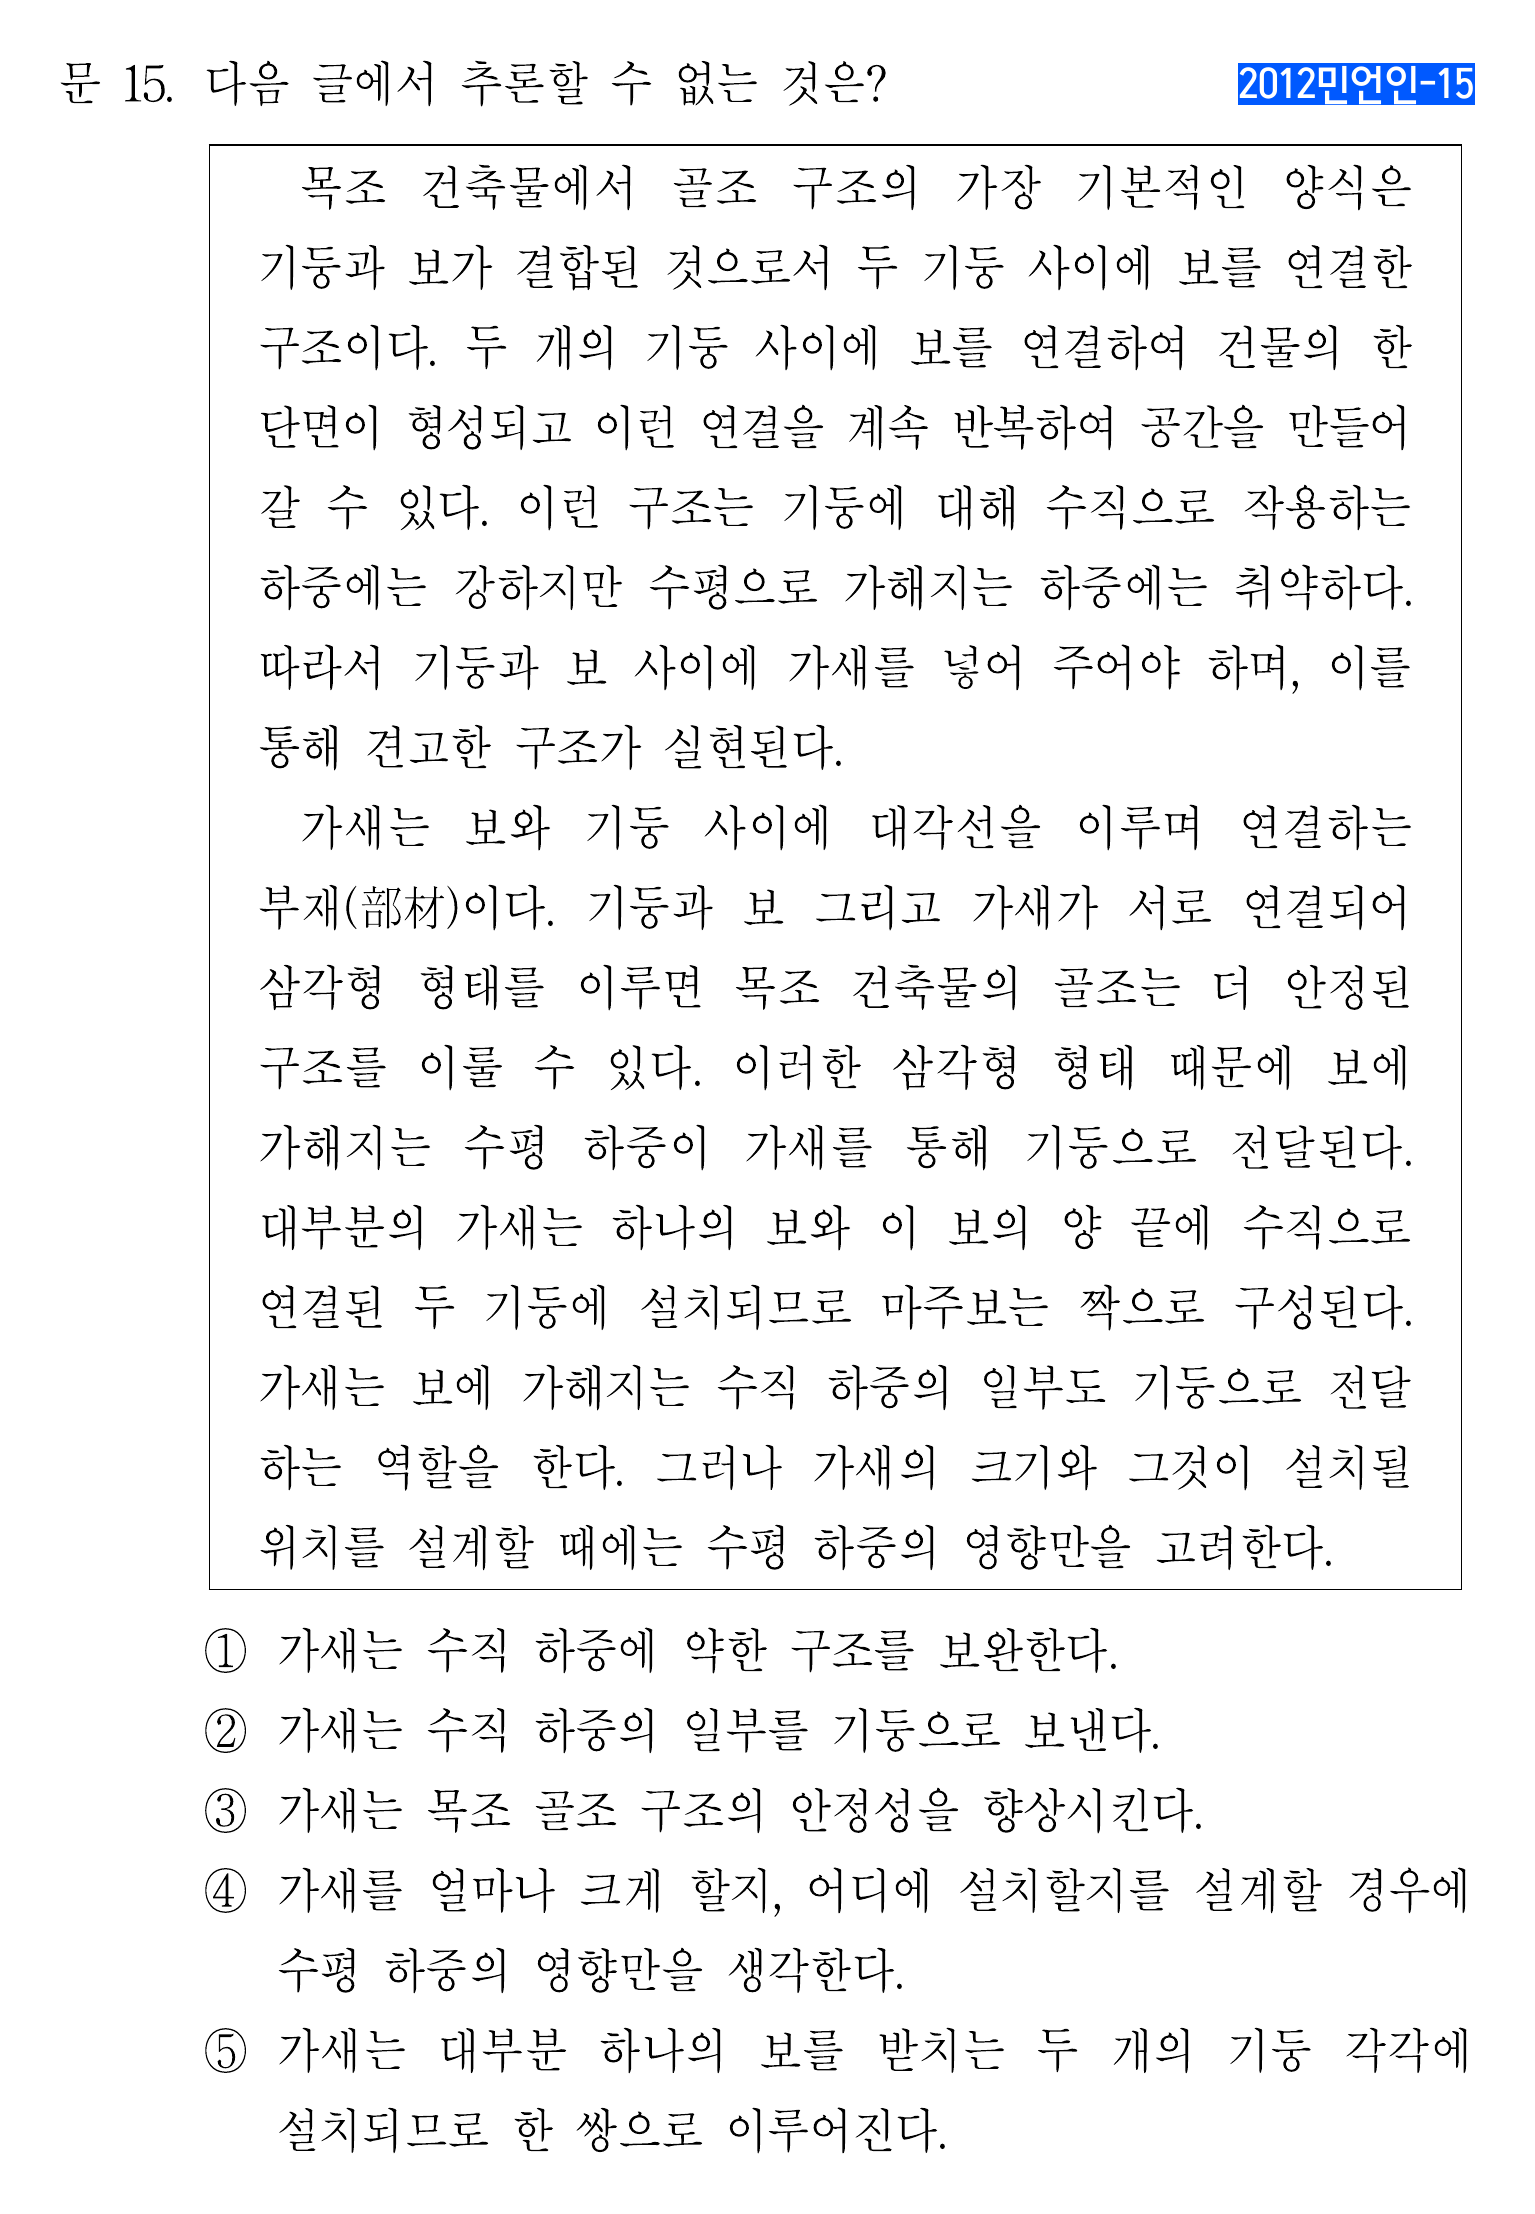 문 15. 다음 글에서 추론할 수 없는 것은?
2012민언인-15
목조 건축물에서 골조 구조의 가장 기본적인 양식은
기둥과 보가 결합된 것으로서 두 기둥 사이에 보를 연결한
구조이다. 두 개의 기둥 사이에 보를 연결하여 건물의 한
단면이 형성되고 이런 연결을 계속 반복하여 공간을 만들어
갈 수 있다. 이런 구조는 기둥에 대해 수직으로 작용하는
하중에는 강하지만 수평으로 가해지는 하중에는 취약하다.
따라서 기둥과 보 사이에 가새를 넣어 주어야 하며, 이를
통해 견고한 구조가 실현된다.
가새는 보와 기둥 사이에 대각선을 이루며 연결하는
부재(部材)이다. 기둥과 보 그리고 가새가 서로 연결되어
삼각형 형태를 이루면 목조 건축물의 골조는 더 안정된
구조를 이룰 수 있다. 이러한 삼각형 형태 때문에 보에
가해지는 수평 하중이 가새를 통해 기둥으로 전달된다.
대부분의 가새는 하나의 보와 이 보의 양 끝에 수직으로
연결된 두 기둥에 설치되므로 마주보는 짝으로 구성된다.
가새는 보에 가해지는 수직 하중의 일부도 기둥으로 전달
하는 역할을 한다. 그러나 가새의 크기와 그것이 설치될
위치를 설계할 때에는 수평 하중의 영향만을 고려한다.
① 가새는 수직 하중에 약한 구조를 보완한다.
② 가새는 수직 하중의 일부를 기둥으로 보낸다.
③ 가새는 목조 골조 구조의 안정성을 향상시킨다.
④ 가새를 얼마나 크게 할지, 어디에 설치할지를 설계할 경우에
수평 하중의 영향만을 생각한다.
⑤ 가새는 대부분 하나의 보를 받치는 두 개의 기둥 각각에
설치되므로 한 쌍으로 이루어진다.